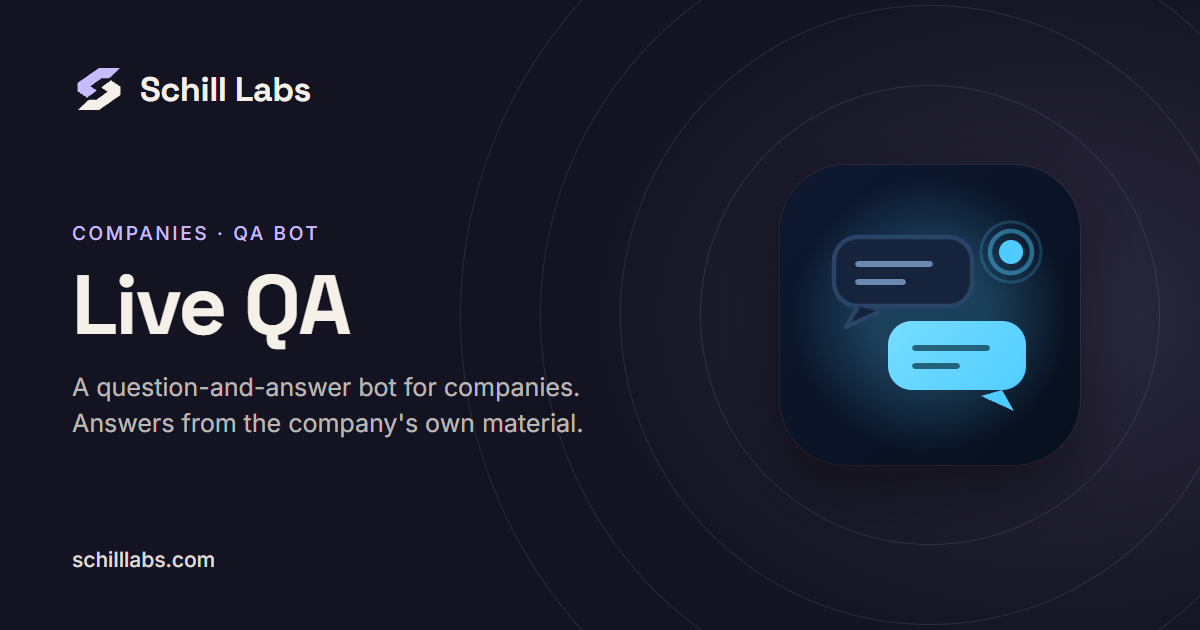 Schill Labs
COMPANIES · QA BOT
Live QA
A question-and-answer bot for companies.
Answers from the company's own material.
schilllabs.com